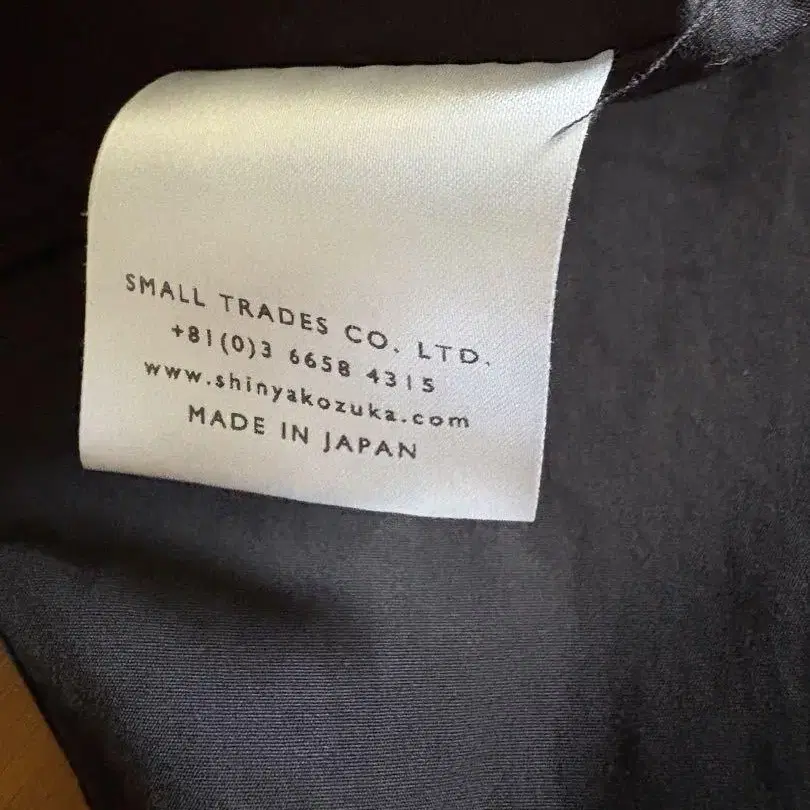 SMALL TRADES CO. LTD.
+81(0)3 6658 4315
www.shinyakozuka.com
MADE IN JAPAN